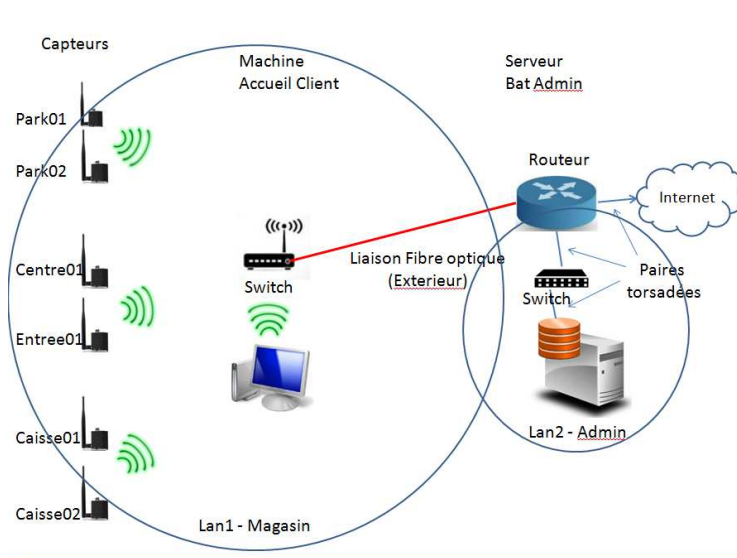 Capteurs
Machine
Accueil Client
Serveur
Bat Admin
Park01
Park02
Routeur
Internet
Centre01
Entree01
Switch
Liaison Fibre optique
(Exterieur)
Switch
Paires
torsadées
Caisse01
Caisse02
Lan2 - Admin
Lan1 - Magasin